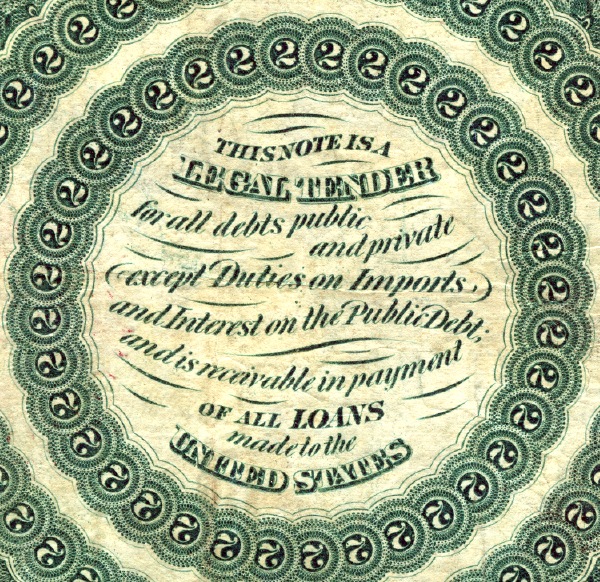 THIS NOTE IS A
LEGAL TENDER
for all debts public
and private
(except Duties on Imports)
and Interest on the Public Debt;
and is receivable in payment
OF ALL LOANS
made to the
UNITED STATES